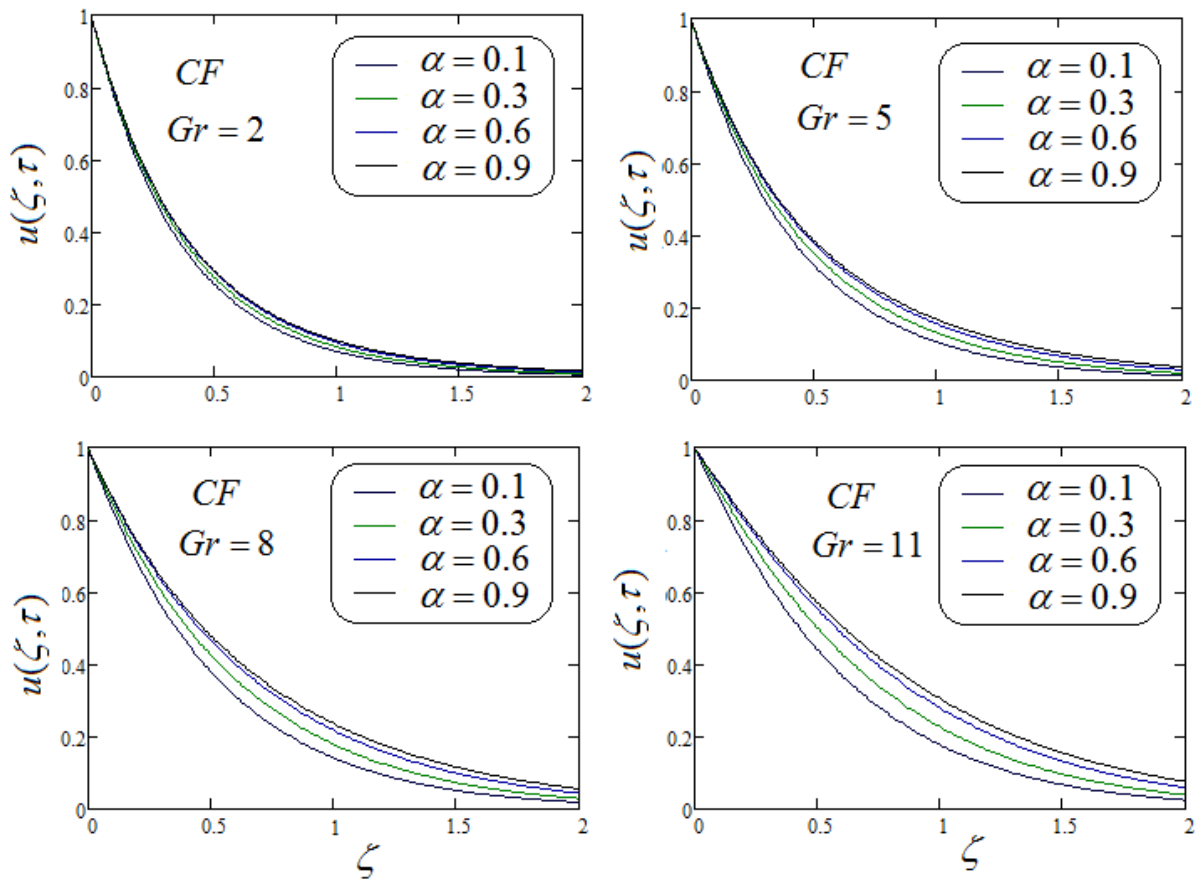 1
0.8
0.6
0.4
0.2
0
0
0.5
1
1.5
2
u(ζ,τ)
CF
Gr = 2
α = 0.1
α = 0.3
α = 0.6
α = 0.9
1
0.8
0.6
0.4
0.2
0
0
0.5
1
1.5
2
u(ζ,τ)
CF
Gr = 5
α = 0.1
α = 0.3
α = 0.6
α = 0.9
1
0.8
0.6
0.4
0.2
0
0
0.5
1
1.5
2
u(ζ,τ)
ζ
CF
Gr = 8
α = 0.1
α = 0.3
α = 0.6
α = 0.9
1
0.8
0.6
0.4
0.2
0
0
0.5
1
1.5
2
u(ζ,τ)
ζ
CF
Gr = 11
α = 0.1
α = 0.3
α = 0.6
α = 0.9